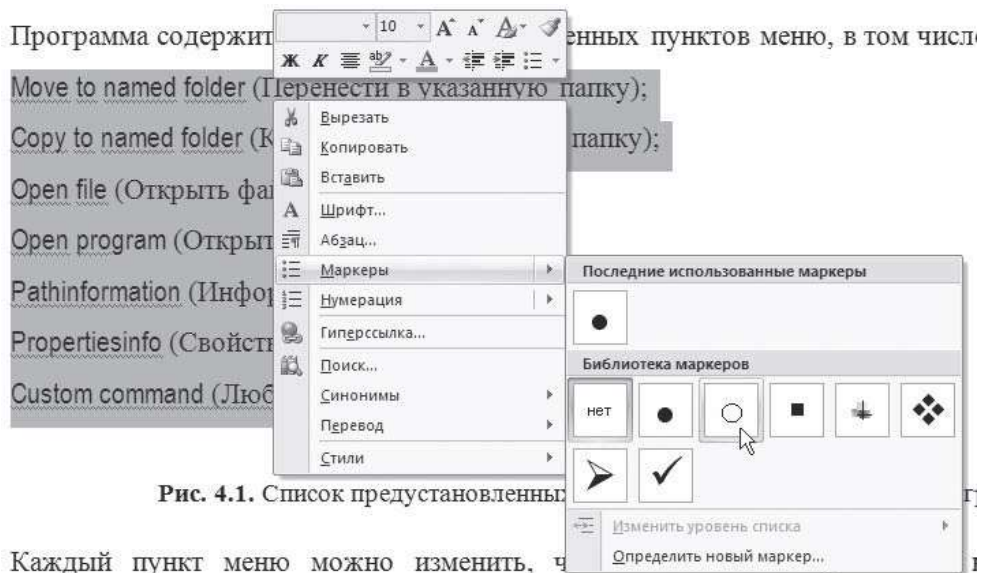 10
Программа содержит енных пунктов меню, в том числ
Ж К
Move to named folder (Перенести в указанную папку);
Copy to named folder (К папку);
Open file (Открыть фа
Open program (Открыт
Pathinformation (Инфор
Propertiesinfo (Свойств
Custom command (Люб
Вырезать
Копировать
Вставить
Шрифт...
Абзац...
Маркеры
Нумерация
Гиперссылка...
Поиск...
Синонимы
Перевод
Стили
Последние использованные маркеры
Библиотека маркеров
нет
Изменить уровень списка
Определить новый маркер...
Рис. 4.1. Список предустановленны
Каждый пункт меню можно изменить, ч